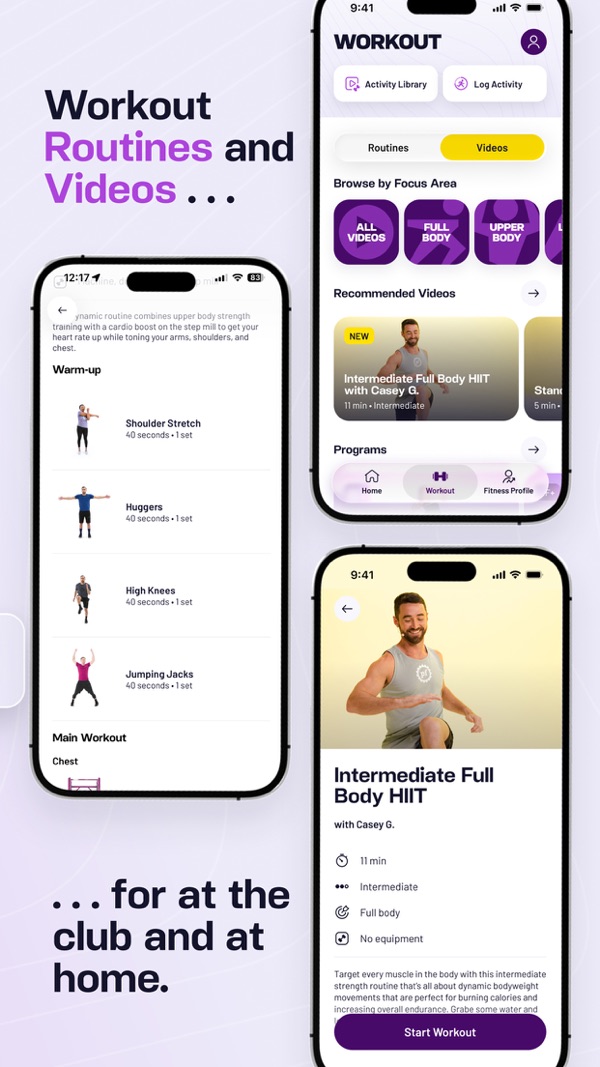 Workout
Routines and
Videos . . .
12:17
83
dynamic routine combines upper body strength
training with a cardio boost on the step mill to get your
heart rate up while toning your arms, shoulders, and
chest.
Warm-up
Shoulder Stretch
40 seconds • 1 set
Huggers
40 seconds • 1 set
High Knees
40 seconds • 1 set
Jumping Jacks
40 seconds • 1 set
Main Workout
Chest
. . . for at the
club and at
home.
9:41
WORKOUT
Activity Library
Log Activity
Routines
Videos
Browse by Focus Area
ALL
VIDEOS
FULL
BODY
UPPER
BODY
Recommended Videos
NEW
Intermediate Full Body HIIT
with Casey G.
11 min • Intermediate
Stand
5 min •
Programs
Home
Workout
Fitness Profile
9:41
pf
Intermediate Full
Body HIIT
with Casey G.
11 min
Intermediate
Full body
No equipment
Target every muscle in the body with this intermediate
strength routine that's all about dynamic bodyweight
movements that are perfect for burning calories and
increasing overall endurance. Grabe some water and
Start Workout